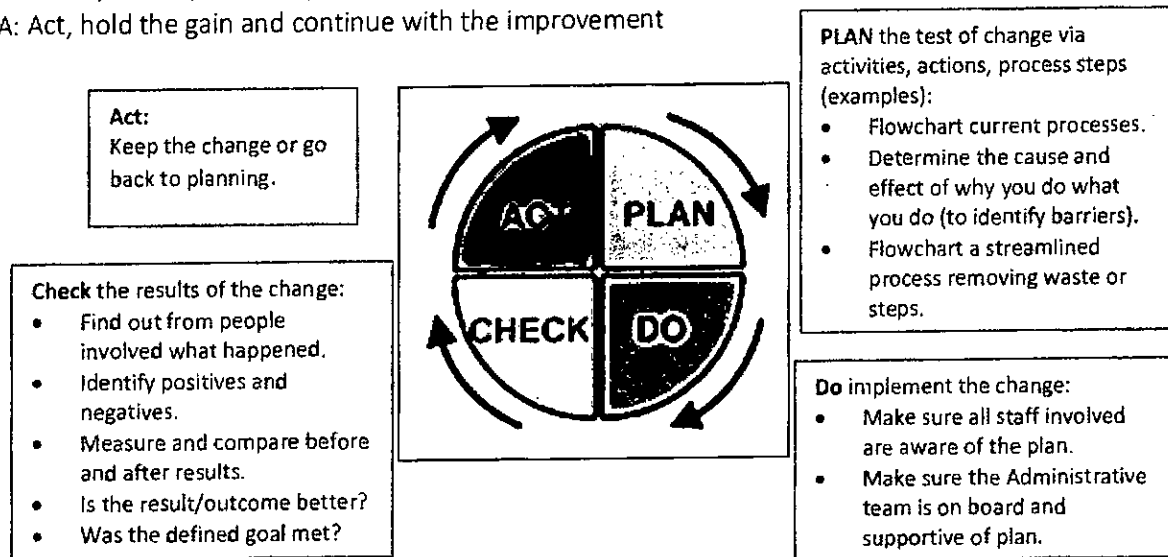 A: Act, hold the gain and continue with the improvement
Act:
Keep the change or go
back to planning.
Check the results of the change:
• Find out from people
involved what happened.
• Identify positives and
negatives.
• Measure and compare before
and after results.
• Is the result/outcome better?
• Was the defined goal met?
ACT
PLAN
CHECK
DO
PLAN the test of change via
activities, actions, process steps
(examples):
• Flowchart current processes.
• Determine the cause and
effect of why you do what
you do (to identify barriers).
• Flowchart a streamlined
process removing waste or
steps.
Do implement the change:
• Make sure all staff involved
are aware of the plan.
• Make sure the Administrative
team is on board and
supportive of plan.